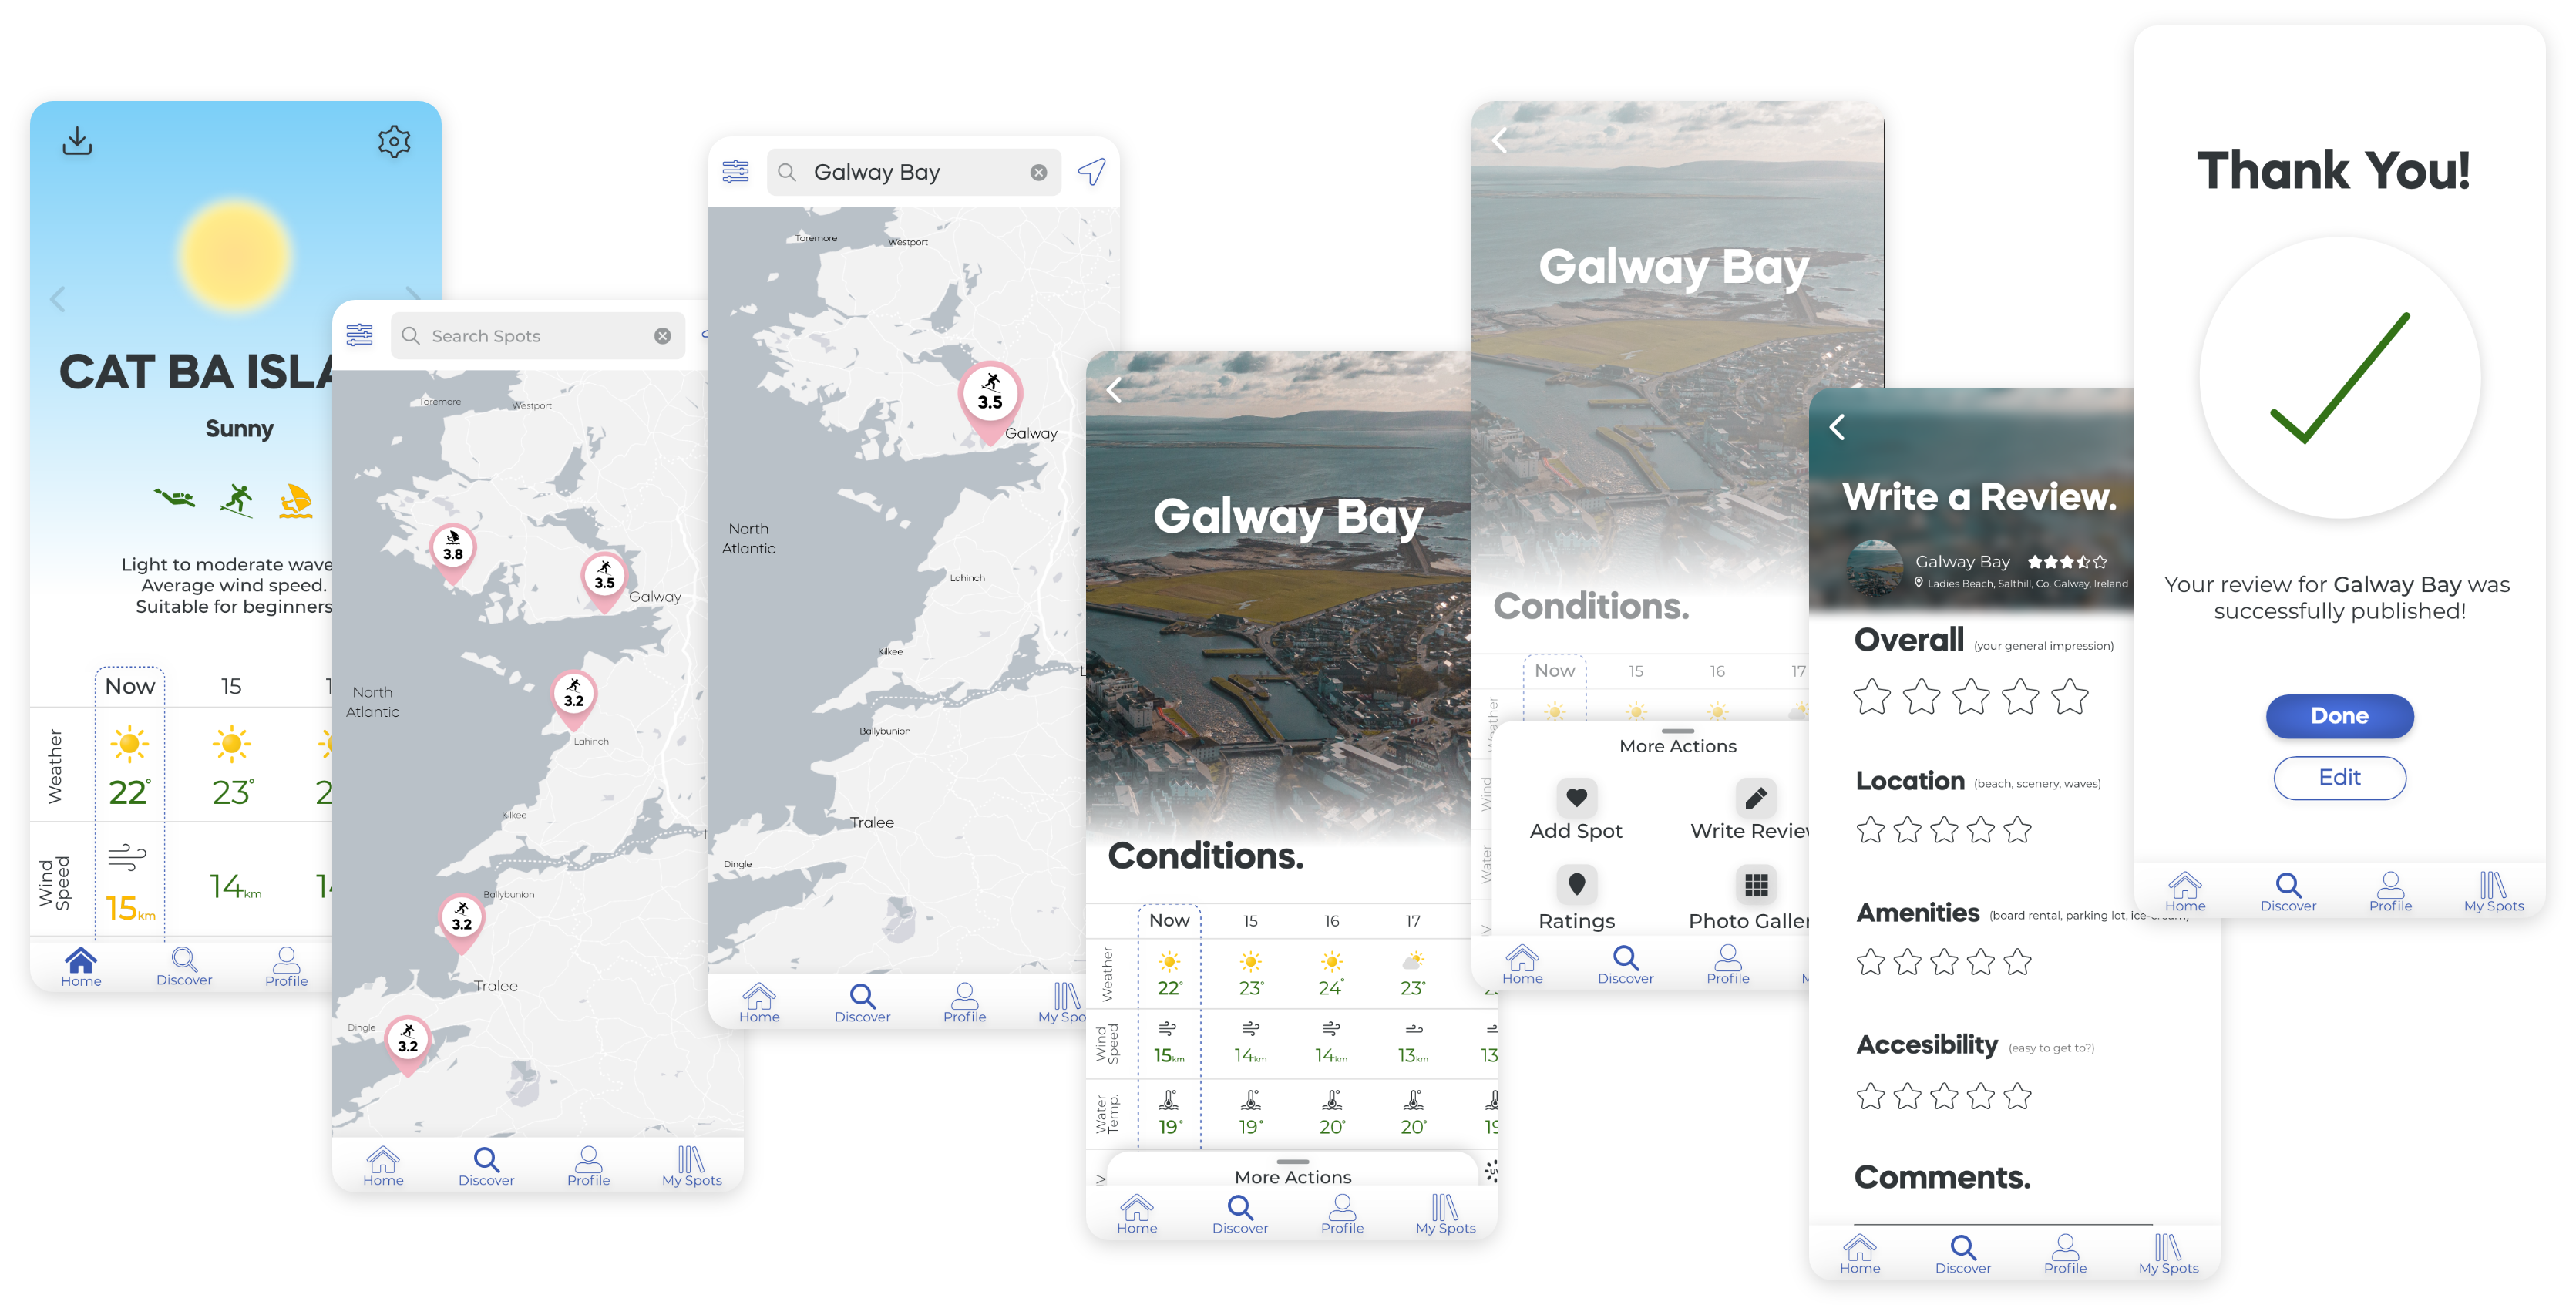 CAT BA ISLA
Sunny
Light to moderate wave
Average wind speed.
Suitable for beginners
Now 15 1
Weather
22° 23° 2
Wind Speed
15km 14km 14
Home Discover Profile
Search Spots
Toremore Westport
3.8
3.5
Galway
North
Atlantic
3.2
Lahinch
Kilkee
L
Ballybunion
3.2
Tralee
Dingle
3.2
Home Discover Profile My Spots
Galway Bay
Toremore Westport
3.5
Galway
North
Atlantic
Lahinch
Kilkee
L
Ballybunion
Tralee
Dingle
Home Discover Profile My Spo
Galway Bay
Conditions.
Now 15 16 17
Weather
22° 23° 24° 23° 2
Wind Speed
15km 14km 14km 13km 13
Water Temp.
19° 19° 20° 20° 19
More Actions
Home Discover Profile My Spots
Galway Bay
Conditions.
Now 15 16 17
Weather
Wind
Water
More Actions
Add Spot Write Review
Ratings Photo Galler
Home Discover Profile M
Write a Review.
Galway Bay
Ladies Beach, Salthill, Co. Galway, Ireland
Overall (your general impression)
Location (beach, scenery, waves)
Amenities (board rental, parking lot, ice-cream)
Accesibility (easy to get to?)
Comments.
Home Discover Profile My Spots
Thank You!
Your review for Galway Bay was
successfully published!
Done
Edit
Home Discover Profile My Spots